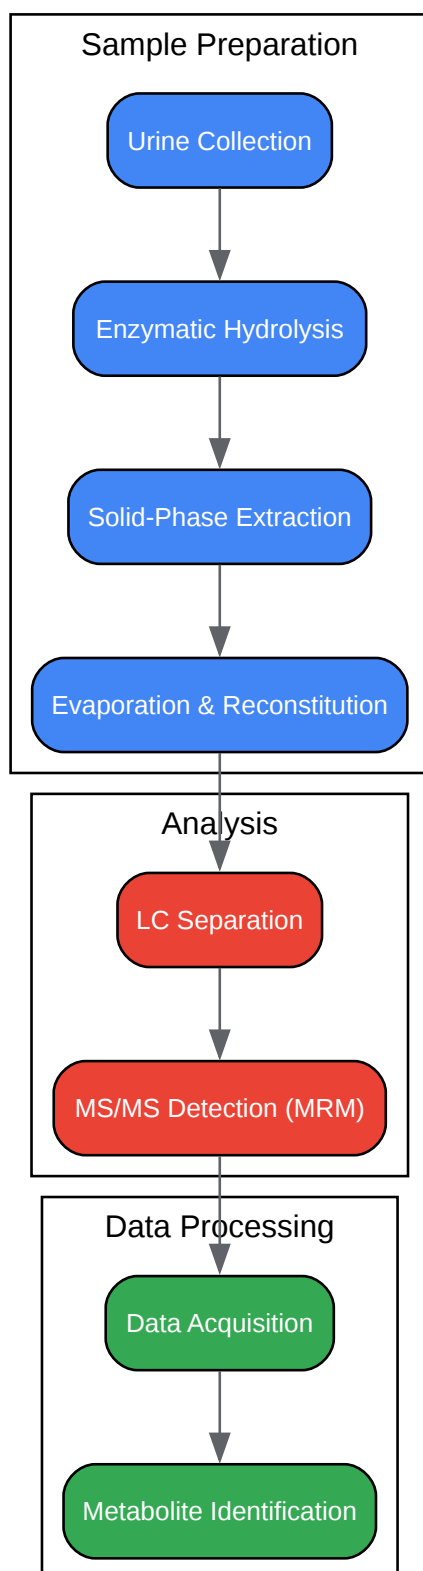 Sample Preparation
Urine Collection
Enzymatic Hydrolysis
Solid-Phase Extraction
Evaporation & Reconstitution
Analysis
LC Separation
MS/MS Detection (MRM)
Data Processing
Data Acquisition
Metabolite Identification